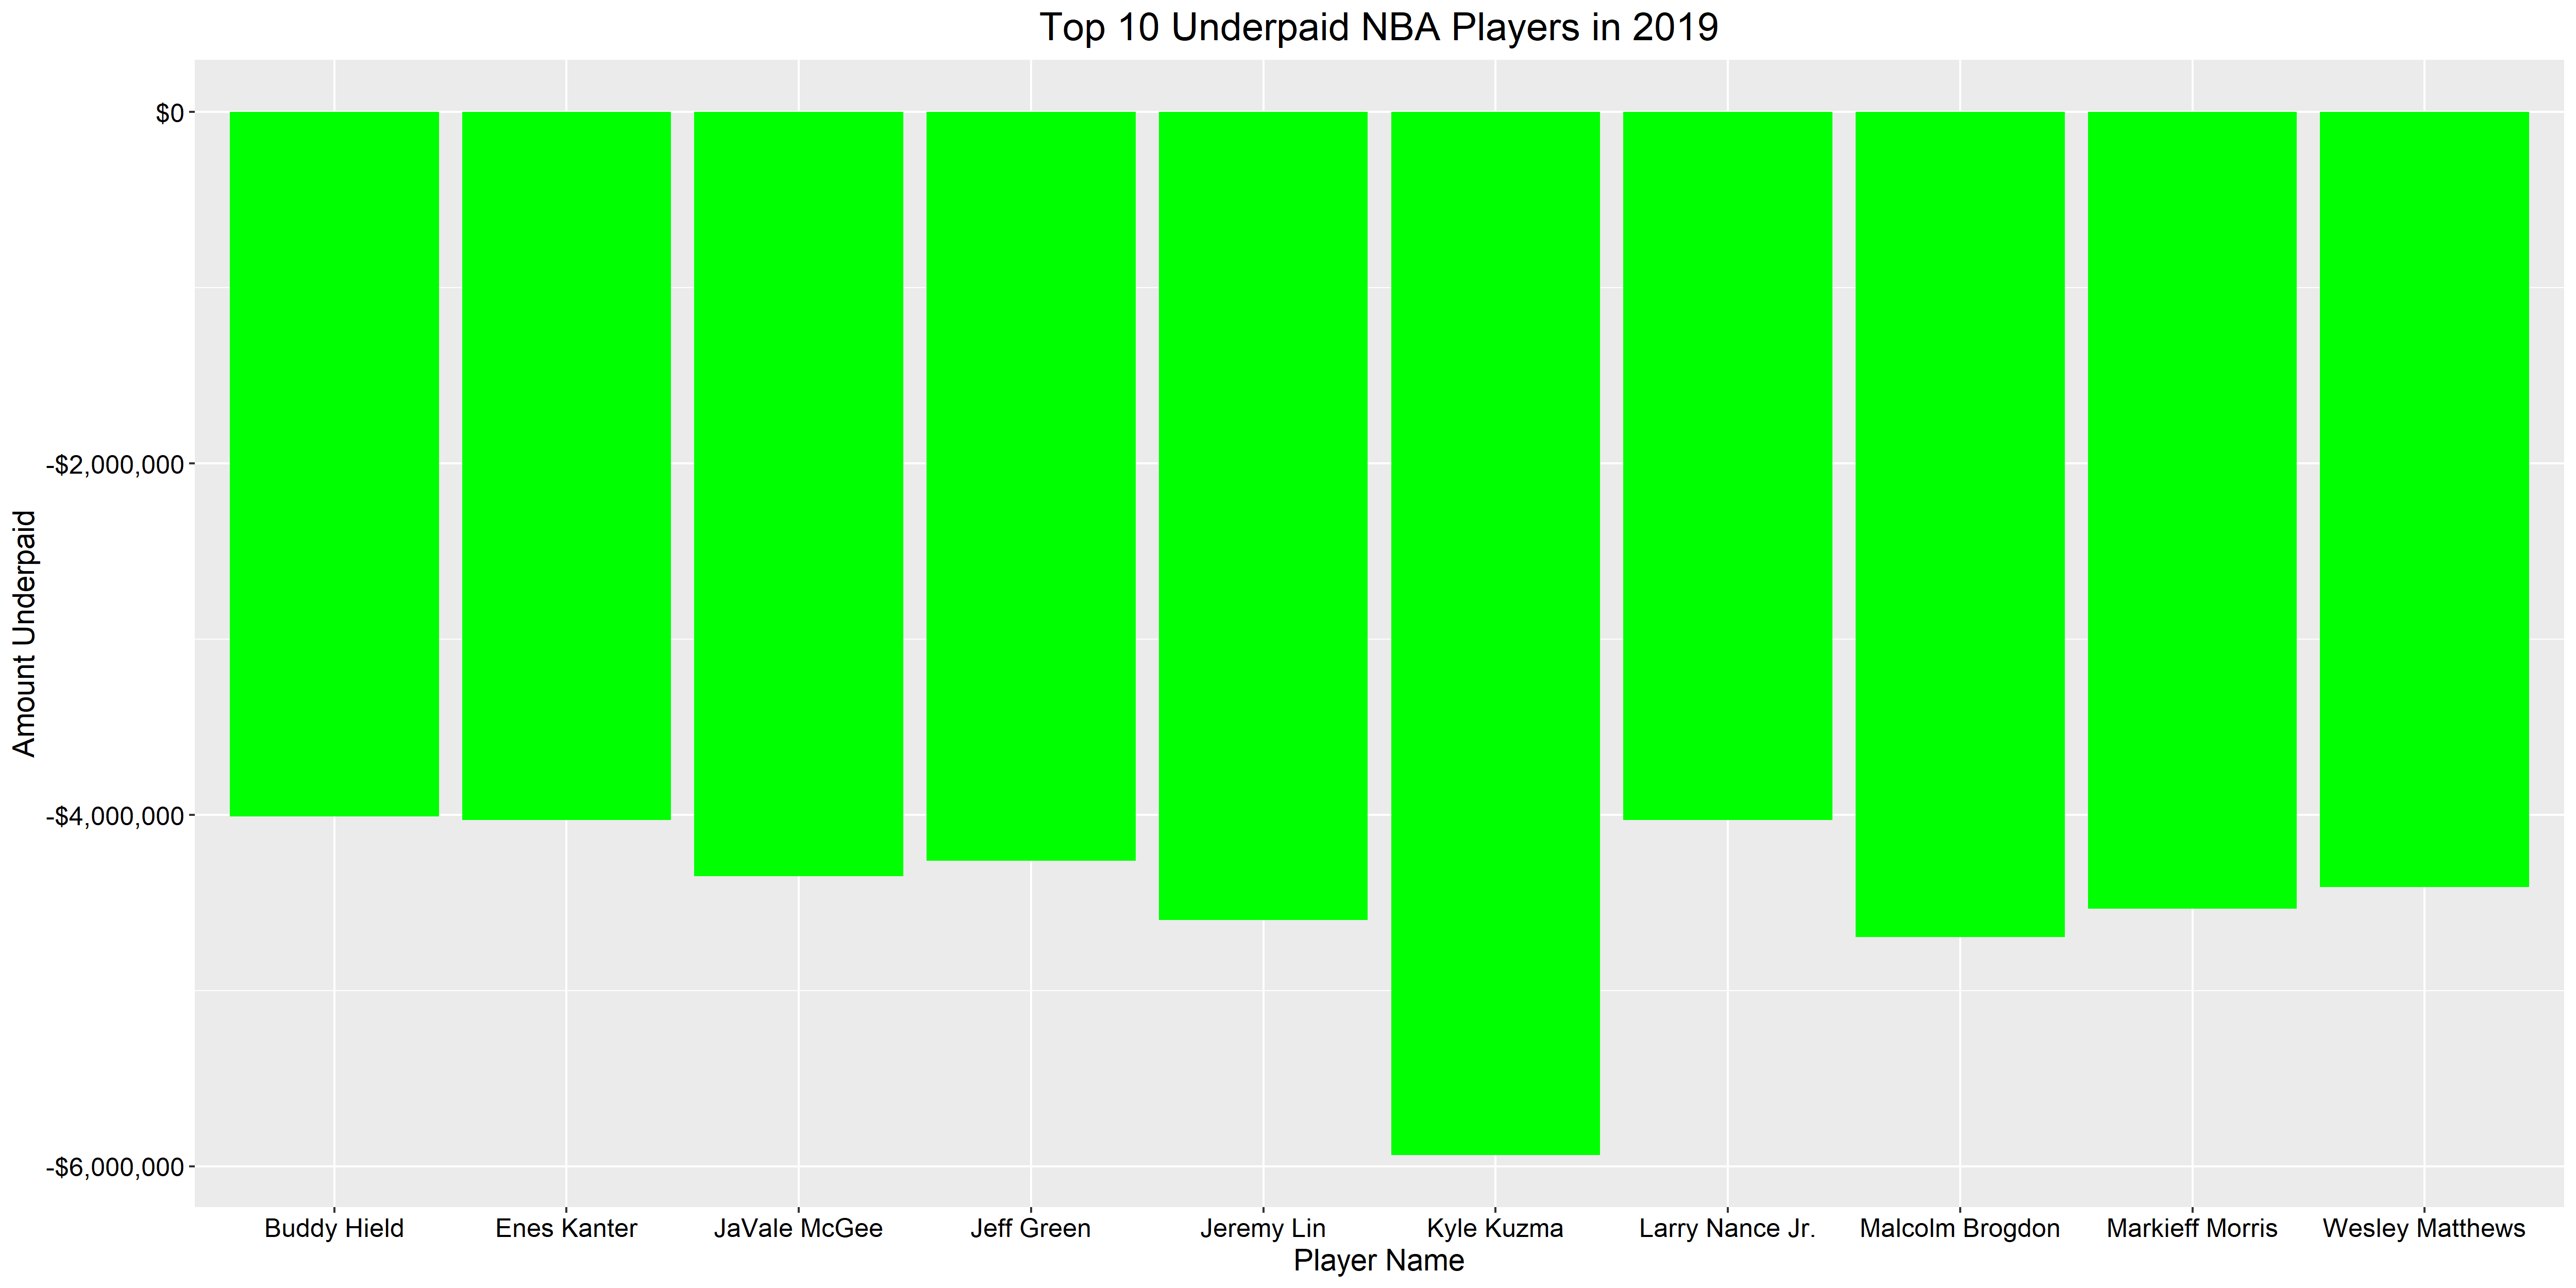 Top 10 Underpaid NBA Players in 2019
Amount Underpaid
$0
-$2,000,000
-$4,000,000
-$6,000,000
Buddy Hield Enes Kanter JaVale McGee Jeff Green Jeremy Lin Kyle Kuzma Larry Nance Jr. Malcolm Brogdon Markieff Morris Wesley Matthews
Player Name